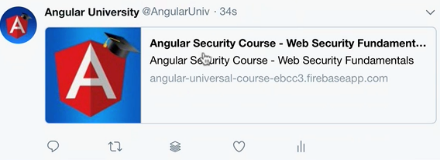 Angular University @AngularUniv · 34s
Angular Security Course - Web Security Fundament...
Angular Security Course - Web Security Fundamentals
angular-universal-course-ebcc3.firebaseapp.com
A